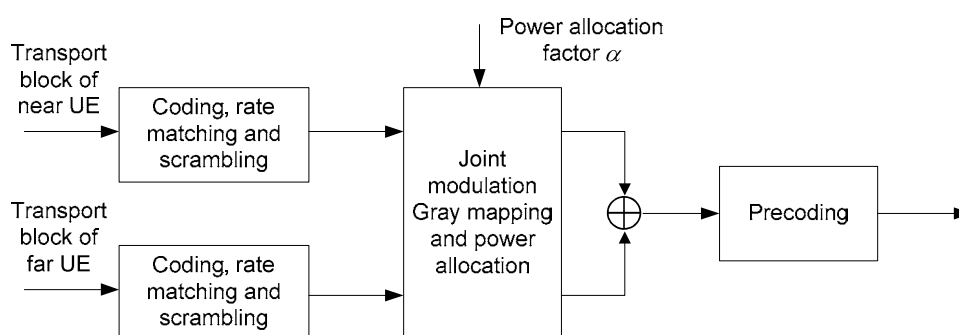 Power allocation
factor α
Transport
block of
near UE
Coding, rate
matching and
scrambling
Joint
modulation
Gray mapping
and power
allocation
Precoding
Transport
block of
far UE
Coding, rate
matching and
scrambling